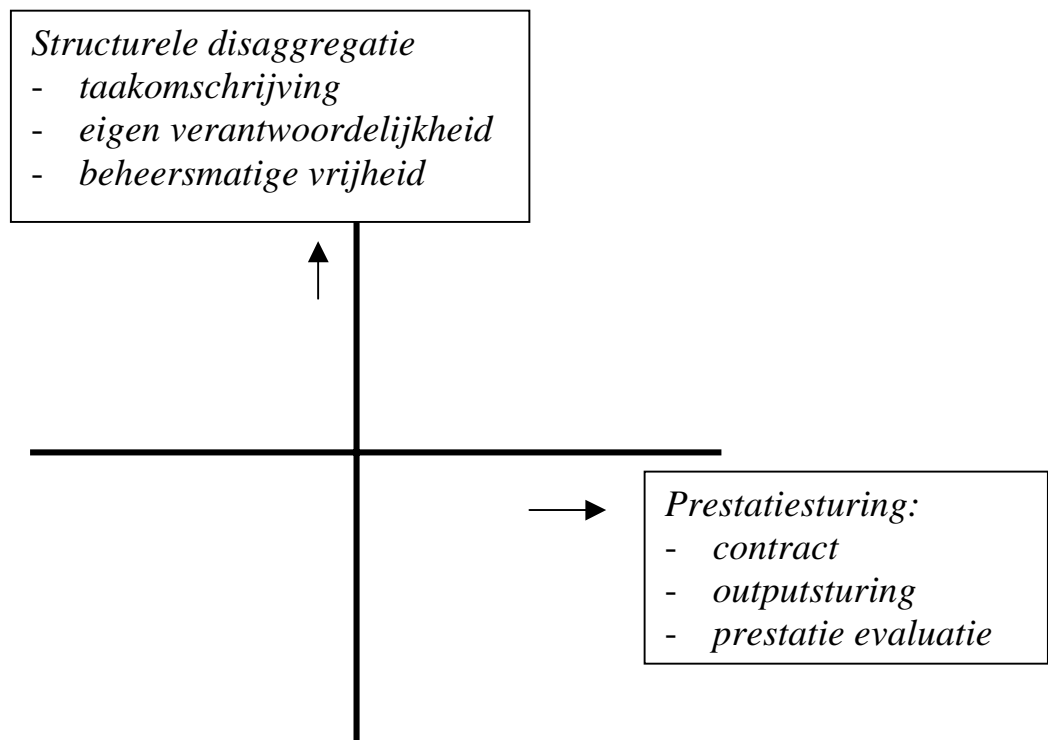 Structurele disaggregatie
- taakomschrijving
- eigen verantwoordelijkheid
- beheersmatige vrijheid
Prestatiesturing:
- contract
- outputsturing
- prestatie evaluatie